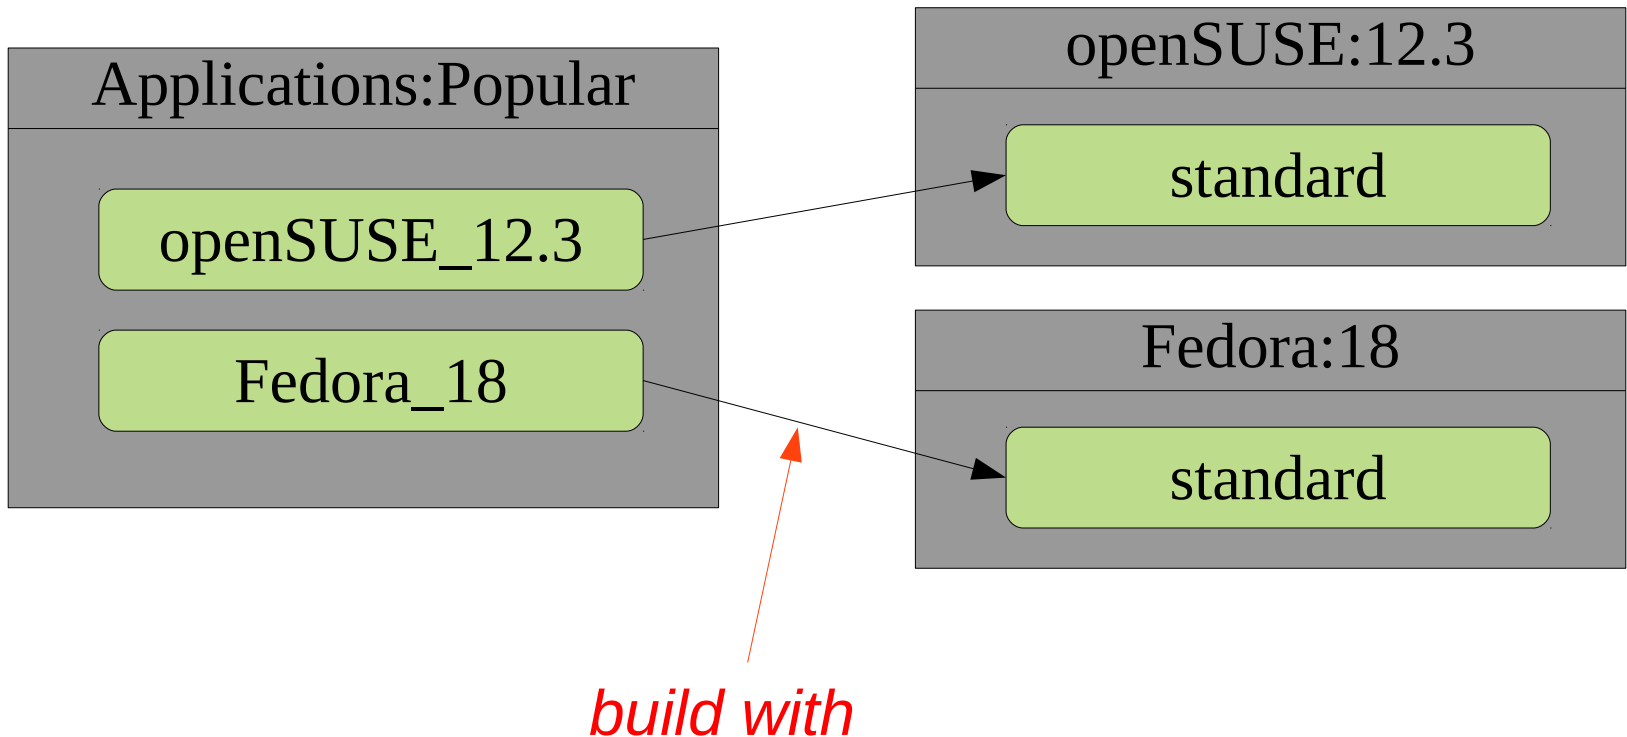 Applications:Popular
openSUSE_12.3
Fedora_18
openSUSE:12.3
standard
Fedora:18
standard
build with